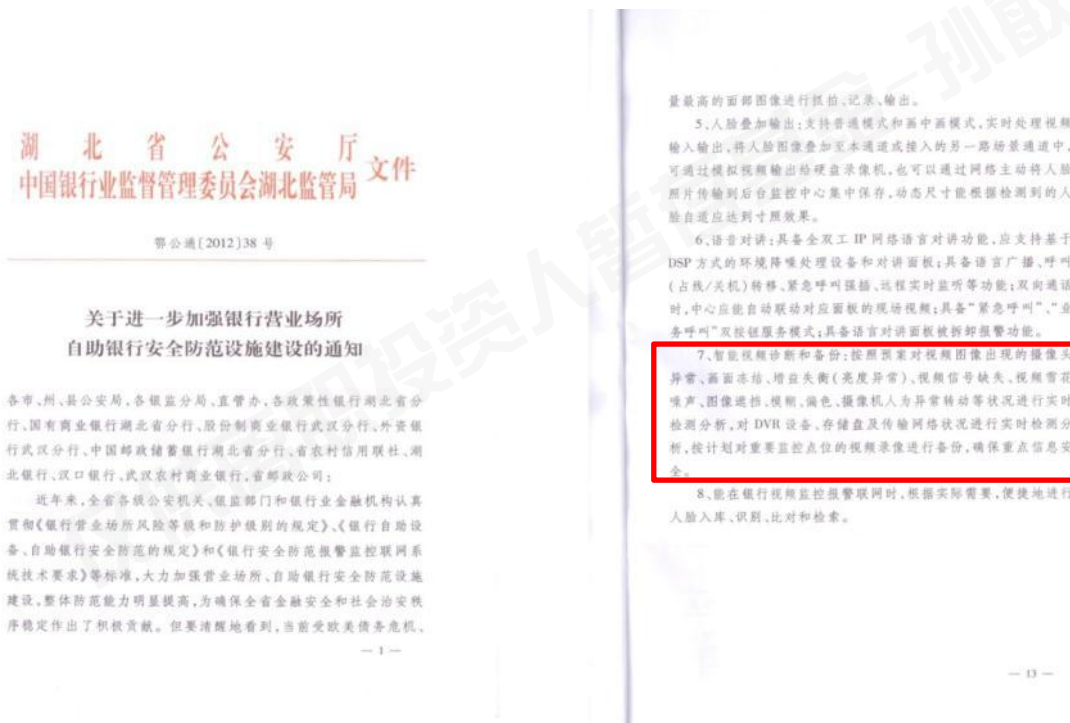 湖北省公安厅
中国银行业监督管理委员会湖北监管局
文件
鄂公通〔2012〕38 号
关于进一步加强银行营业场所
自助银行安全防范设施建设的通知
各市、州、县公安局,各银监分局、直管办,各政策性银行湖北省分
行、国有商业银行湖北省分行、股份制商业银行武汉分行、外资银
行武汉分行、中国邮政储蓄银行湖北省分行、省农村信用联社、湖
北银行、汉口银行、武汉农村商业银行,省邮政公司:
近年来,全省各级公安机关、银监部门和银行业金融机构认真
贯彻《银行营业场所风险等级和防护级别的规定》、《银行自助设
备、自助银行安全防范的规定》和《银行安全防范报警监控联网系
统技术要求》等标准,大力加强营业场所、自助银行安全防范设施
建设,整体防范能力明显提高,为确保全省金融安全和社会治安秩
序稳定作出了积极贡献。但要清醒地看到,当前受欧美债务危机、
— 1 —
量最高的面部图像进行抓拍、记录、输出。
5、人脸叠加输出:支持普通模式和画中画模式,实时处理视频
输入输出,将人脸图像叠加至本通道或接入的另一路场景通道中,
可通过模拟视频输出给硬盘录像机,也可以通过网络主动将人脸
照片传输到后台监控中心集中保存,动态尺寸能根据检测到的人
脸自适应达到寸照效果。
6、语音对讲:具备全双工 IP 网络语言对讲功能,应支持基于
DSP 方式的环境降噪处理设备和对讲面板;具备语言广播、呼叫
(占线/关机)转移、紧急呼叫强插、远程实时监听等功能;双向通话
时,中心应能自动联动对应面板的现场视频;具备“紧急呼叫”、“业
务呼叫”双按钮服务模式;具备语言对讲面板被拆卸报警功能。
7、智能视频诊断和备份:按照预案对视频图像出现的摄像头
异常、画面冻结、增益失衡(亮度异常)、视频信号缺失、视频雪花
噪声、图像遮挡、模糊、偏色、摄像机人为异常转动等状况进行实时
检测分析,对 DVR 设备、存储盘及传输网络状况进行实时检测分
析,按计划对重要监控点位的视频录像进行备份,确保重点信息安
全。
8、能在银行视频监控报警联网时,根据实际需要,便捷地进行
人脸入库、识别、比对和检索。
— 13 —